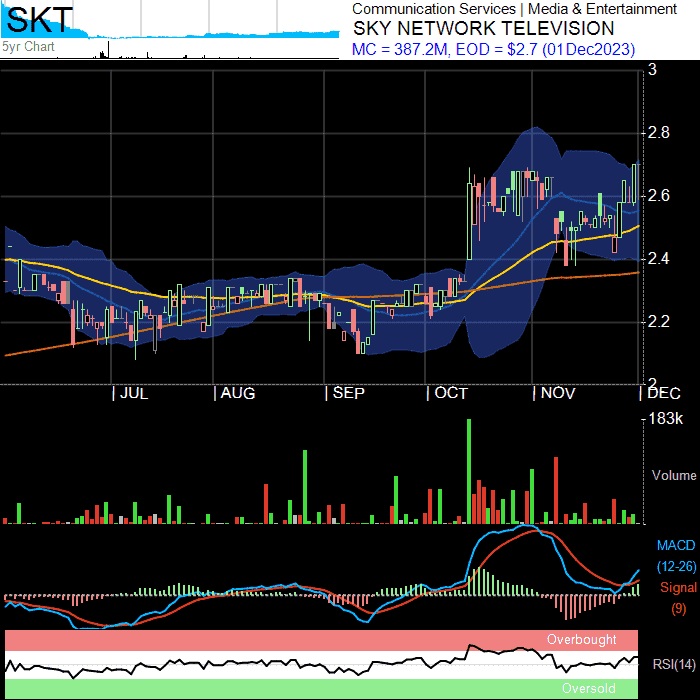 SKT
5yr Chart
Communication Services | Media & Entertainment
SKY NETWORK TELEVISION
MC = 387.2M, EOD = $2.7 (01Dec2023)
3
2.8
2.6
2.4
2.2
2
JUL AUG SEP OCT NOV DEC
183k
Volume
MACD
(12-26)
Signal
(9)
Overbought
RSI(14)
Oversold